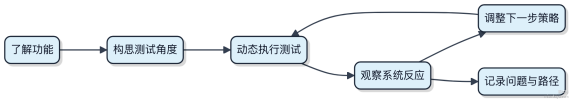 了解功能
构思测试角度
动态执行测试
观察系统反应
调整下一步策略
记录问题与路径